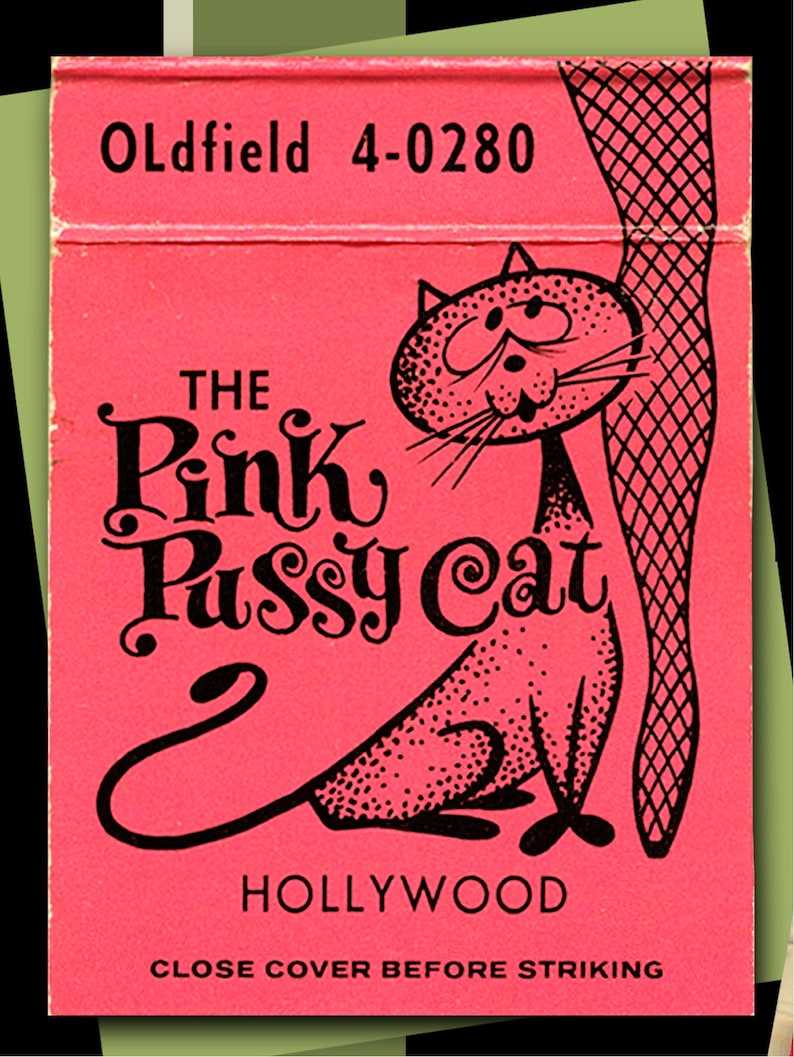 OLdfield 4-0280
THE
Pink
Pussy Cat
HOLLYWOOD
CLOSE COVER BEFORE STRIKING